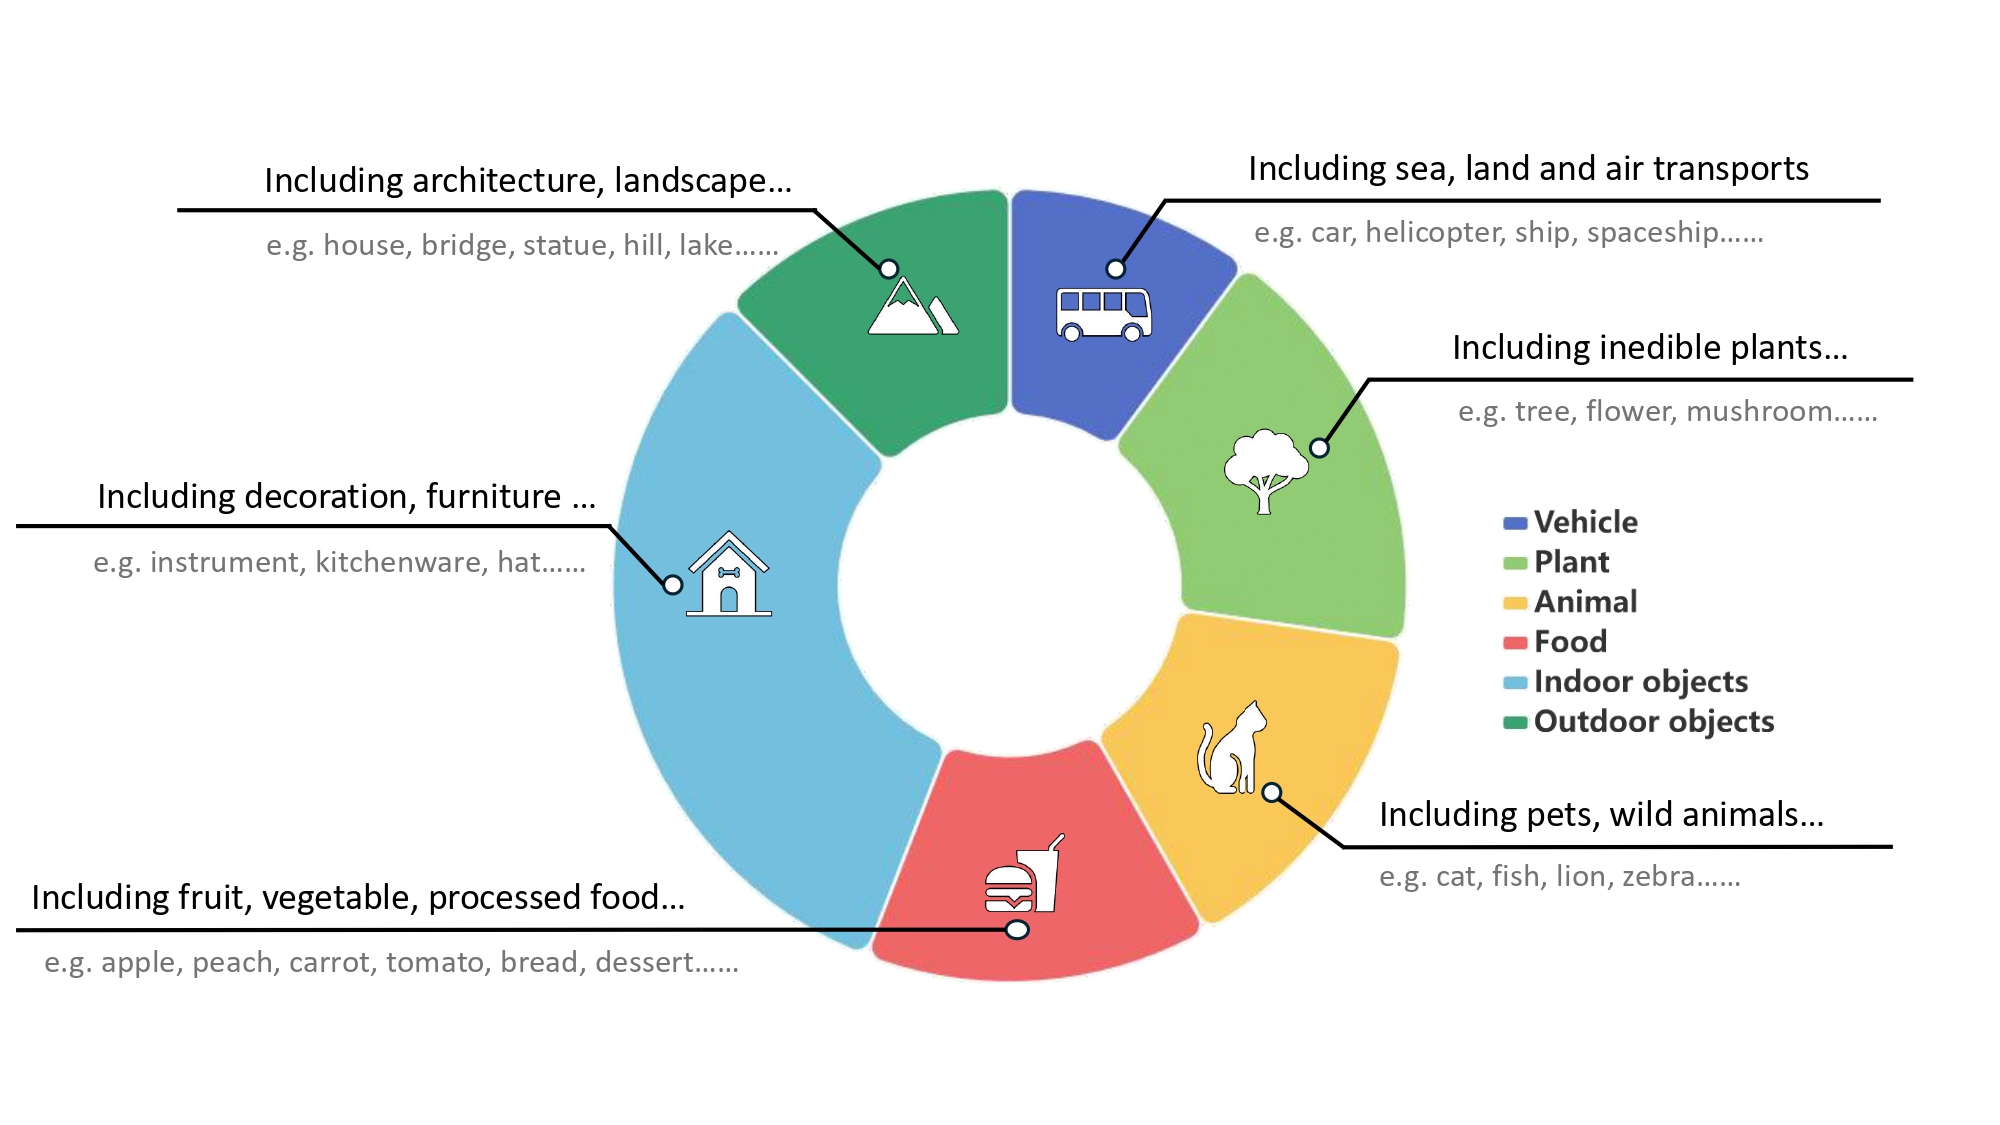 Including architecture, landscape...
e.g. house, bridge, statue, hill, lake......
Including sea, land and air transports
e.g. car, helicopter, ship, spaceship......
Including inedible plants...
e.g. tree, flower, mushroom......
Including decoration, furniture ...
e.g. instrument, kitchenware, hat......
Vehicle
Plant
Animal
Food
Indoor objects
Outdoor objects
Including pets, wild animals...
e.g. cat, fish, lion, zebra......
Including fruit, vegetable, processed food...
e.g. apple, peach, carrot, tomato, bread, dessert......